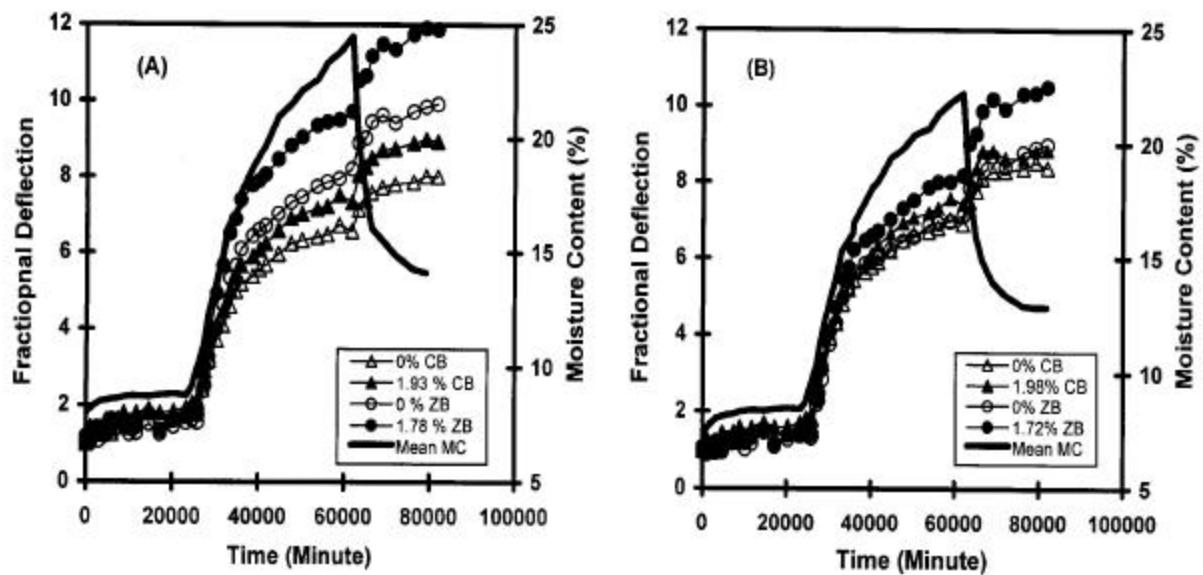 (A)
Fractiopnal Deflection
12
10
8
6
4
2
0
Moisture Content (%)
25
20
15
10
5
0% CB
1.93 % CB
0 % ZB
1.78 % ZB
Mean MC
0 20000 40000 60000 80000 100000
Time (Minute)
(B)
Fractional Deflection
12
10
8
6
4
2
0
Moisture Content (%)
25
20
15
10
5
0% CB
1.98% CB
0% ZB
1.72% ZB
Mean MC
0 20000 40000 60000 80000 100000
Time (Minute)